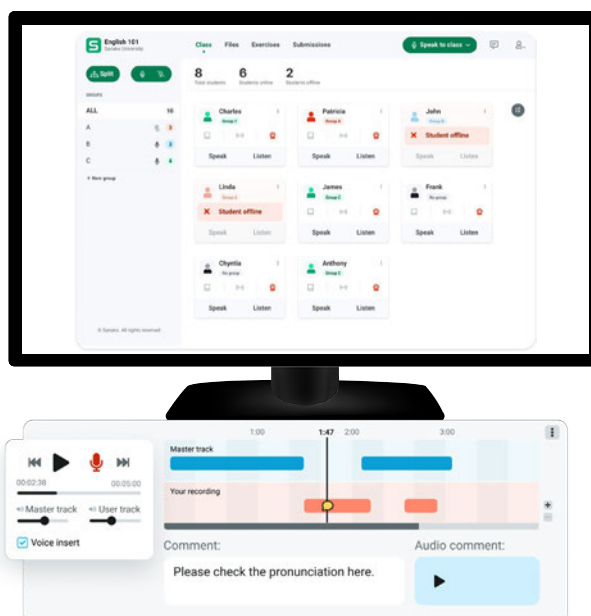 English 101
Sanako University
Class Files Exercises Submissions
Speak to class
Split
8
Total students
6
Students online
2
Students offline
GROUPS
ALL 10
A 3
B 3
C 4
+ New group
Charles
Group C
Speak Listen
Patricia
Group A
Speak Listen
John
Group B
Student offline
Speak Listen
Linda
Group A
Student offline
Speak Listen
James
Group C
Speak Listen
Frank
No group
Speak Listen
Chyntia
No group
Speak Listen
Anthony
Group C
Speak Listen
© Sanako. All rights reserved
1:00 1:47 2:00 3:00
Master track
Your recording
00:02:38 00:05:00
Master track User track
Voice insert
Comment:
Please check the pronunciation here.
Audio comment: